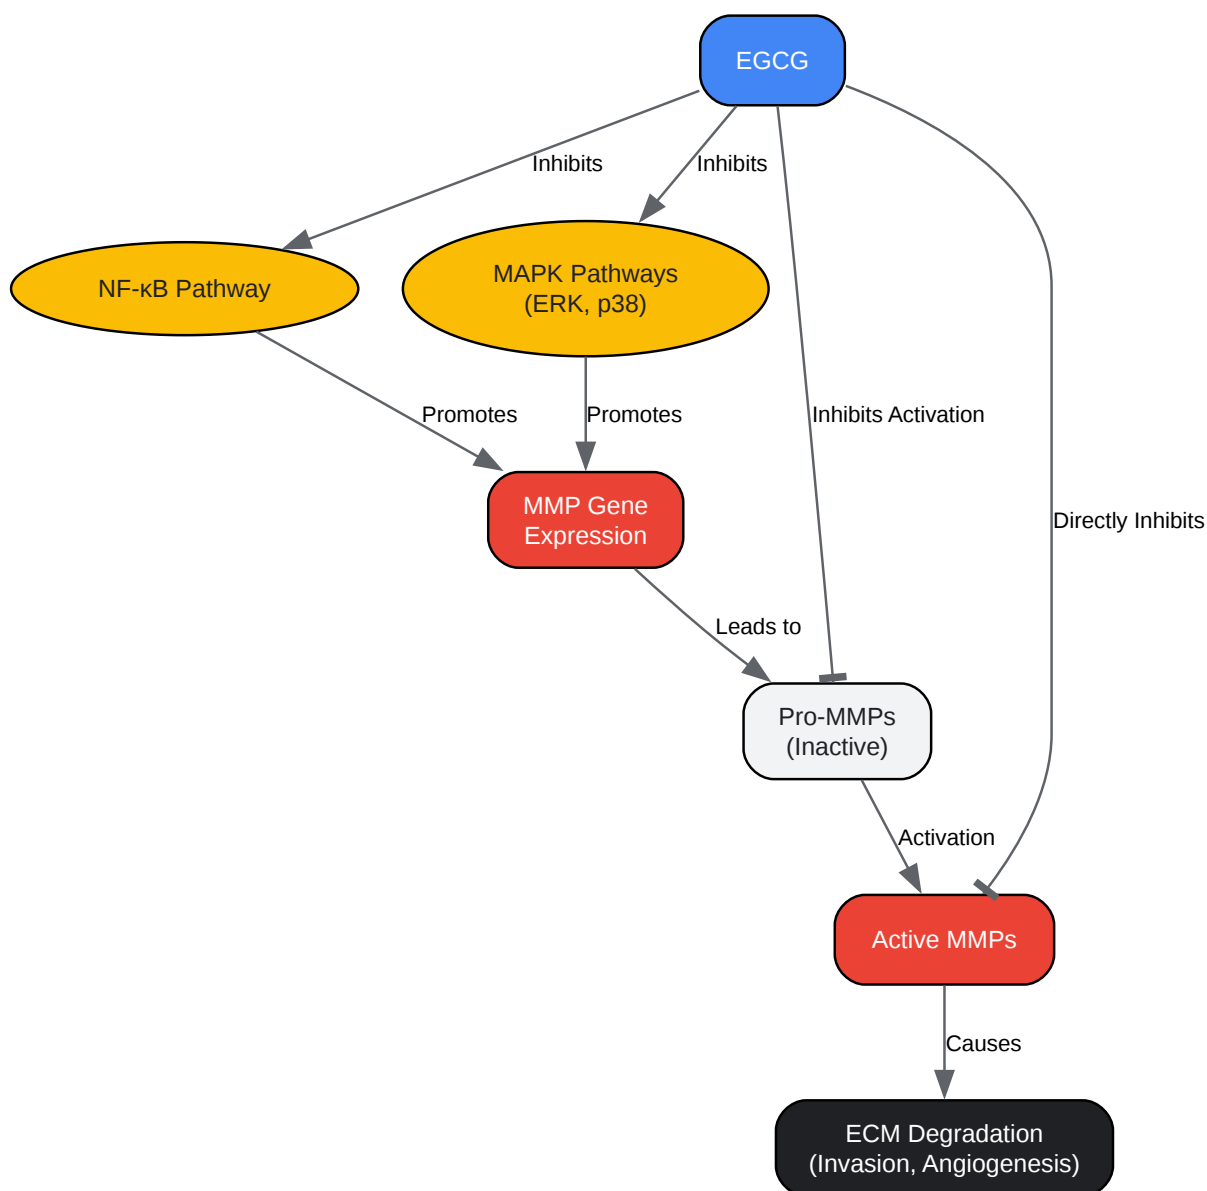 EGCG
Inhibits
Inhibits
NF-κB Pathway
MAPK Pathways
(ERK, p38)
Promotes
Promotes
Inhibits Activation
MMP Gene
Expression
Directly Inhibits
Leads to
Pro-MMPs
(Inactive)
Activation
Active MMPs
Causes
ECM Degradation
(Invasion, Angiogenesis)